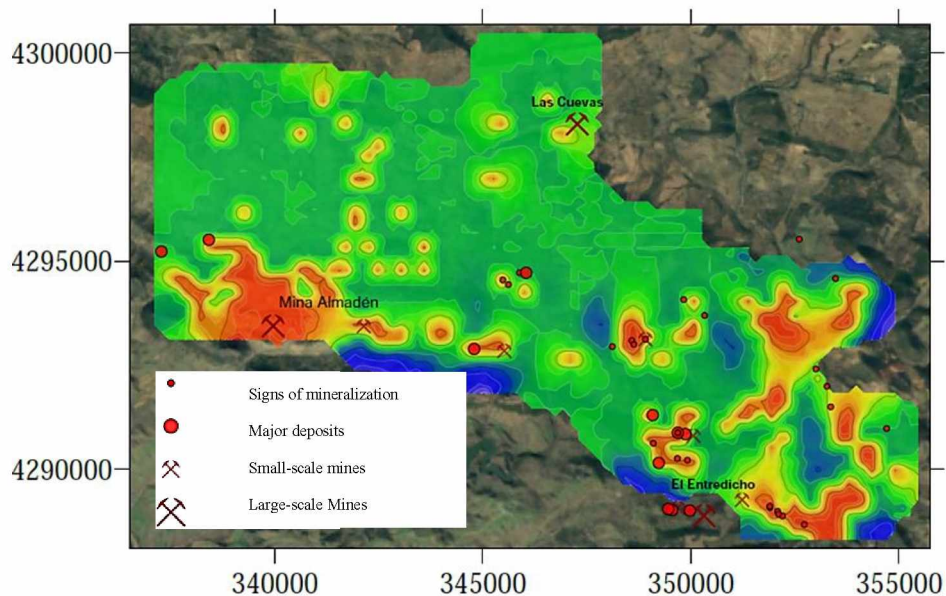 4300000
Las Cuevas
4295000
Mina Almadén
Signs of mineralization
Major deposits
4290000
Small-scale mines
El Entredicho
Large-scale Mines
340000 345000 350000 355000